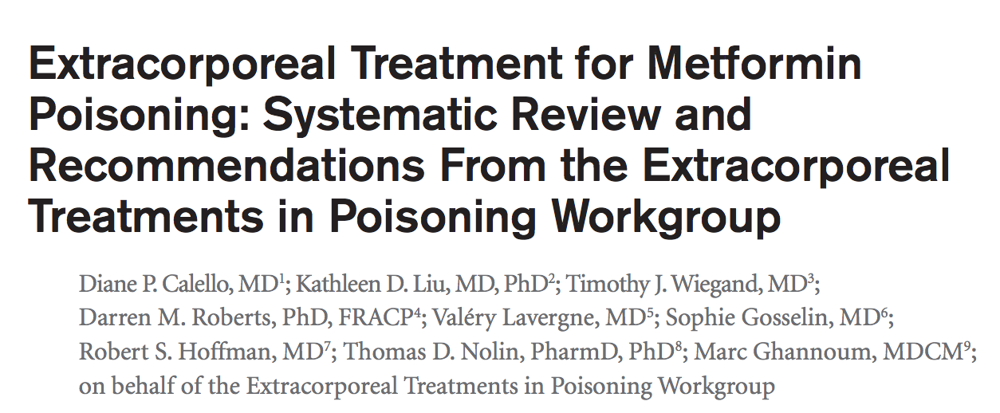 Extracorporeal Treatment for Metformin
Poisoning: Systematic Review and
Recommendations From the Extracorporeal
Treatments in Poisoning Workgroup
Diane P. Calello, MD¹; Kathleen D. Liu, MD, PhD²; Timothy J. Wiegand, MD³;
Darren M. Roberts, PhD, FRACP⁴; Valéry Lavergne, MD⁵; Sophie Gosselin, MD⁶;
Robert S. Hoffman, MD⁷; Thomas D. Nolin, PharmD, PhD⁸; Marc Ghannoum, MDCM⁹;
on behalf of the Extracorporeal Treatments in Poisoning Workgroup